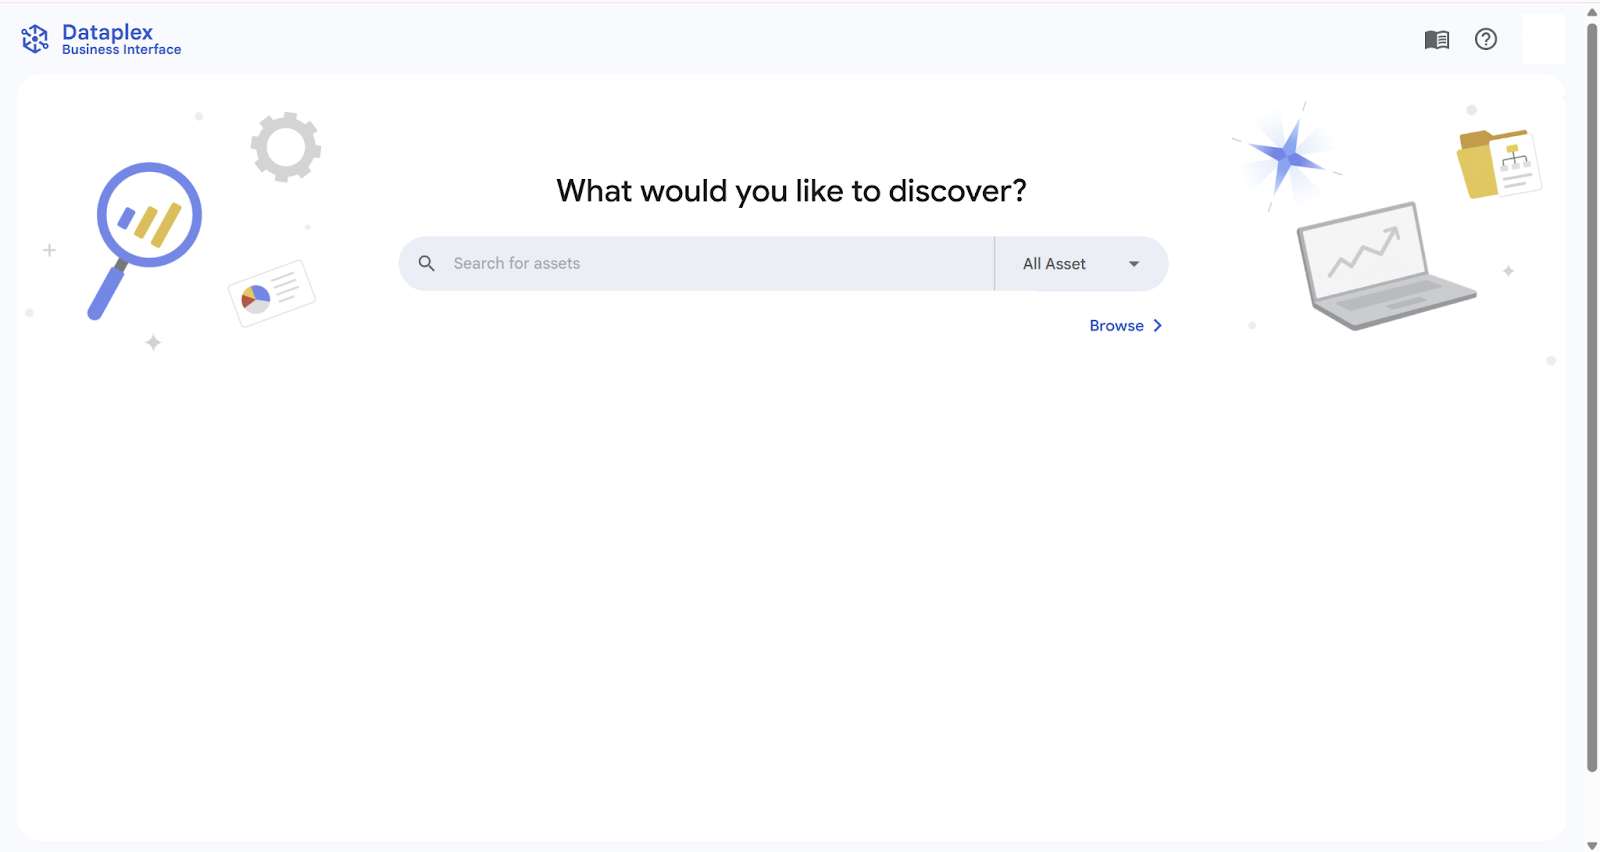 Dataplex
Business Interface
What would you like to discover?
Search for assets
All Asset
Browse